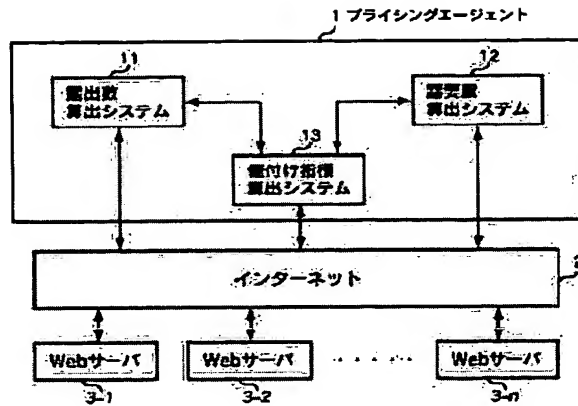 1 プライシングエージェント
11
露出数
算出システム
12
需要量
算出システム
13
値付け指標
算出システム
インターネット
2
Webサーバ
3-1
Webサーバ
3-2
Webサーバ
3-n